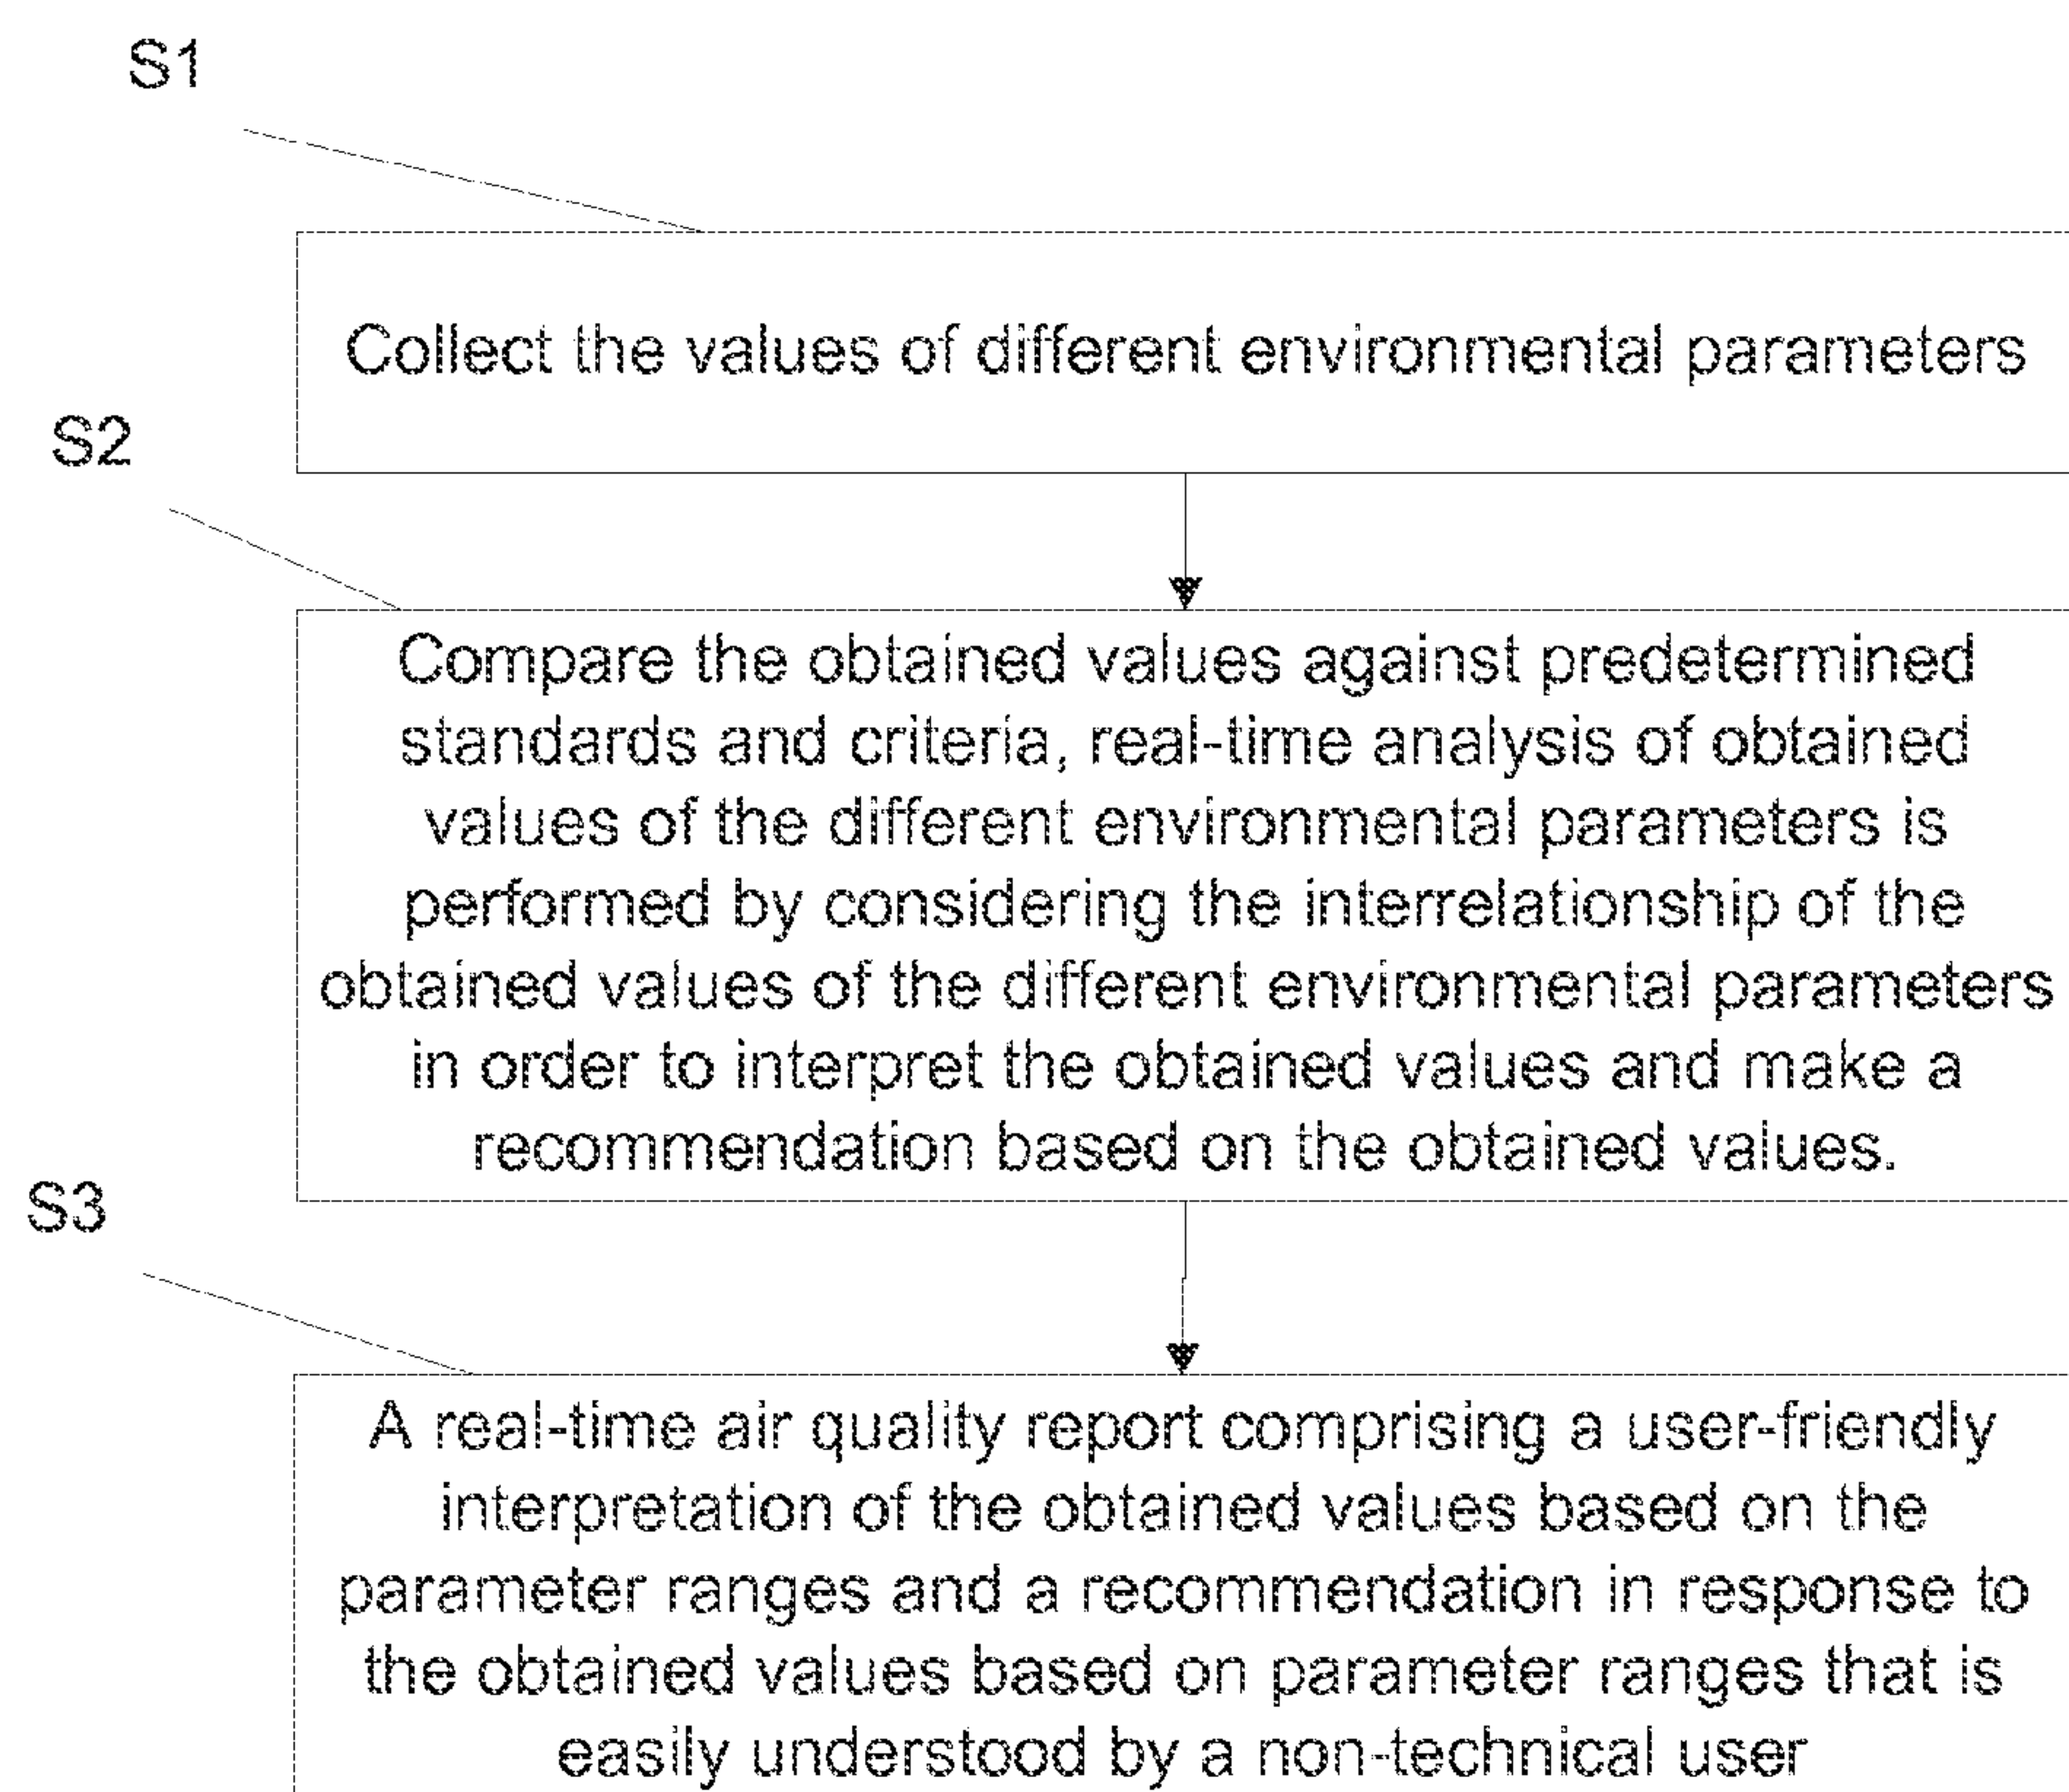 S1
Collect the values of different environmental parameters
S2
Compare the obtained values against predetermined
standards and criteria, real-time analysis of obtained
values of the different environmental parameters is
performed by considering the interrelationship of the
obtained values of the different environmental parameters
in order to interpret the obtained values and make a
recommendation based on the obtained values.
S3
A real-time air quality report comprising a user-friendly
interpretation of the obtained values based on the
parameter ranges and a recommendation in response to
the obtained values based on parameter ranges that is
easily understood by a non-technical user